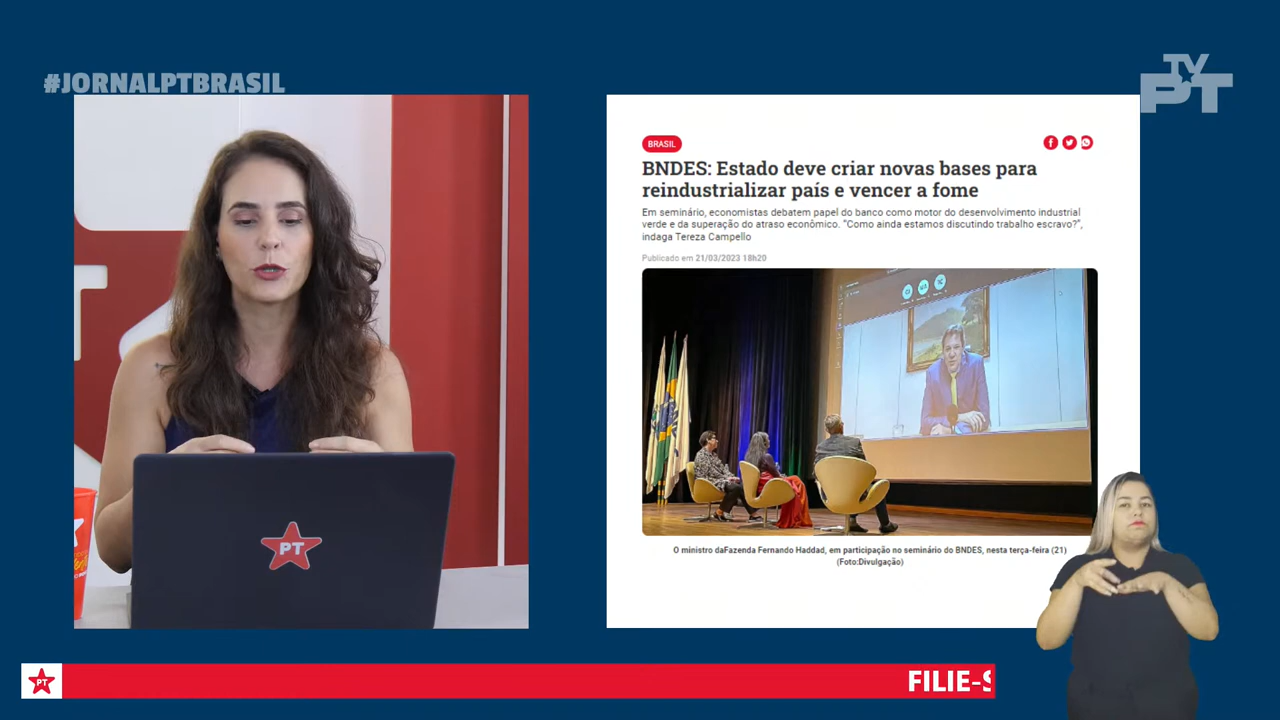 #JORNALPTBRASIL
TV
PT
BRASIL
BNDES: Estado deve criar novas bases para
reindustrializar país e vencer a fome
Em seminário, economistas debatem papel do banco como motor do desenvolvimento industrial
verde e da superação do atraso econômico. "Como ainda estamos discutindo trabalho escravo?",
indaga Tereza Campello
Publicado em 21/03/2023 18h20
O ministro daFazenda Fernando Haddad, em participação no seminário do BNDES, nesta terça-feira (21)
(Foto:Divulgação)
PT
PT
FILIE-S